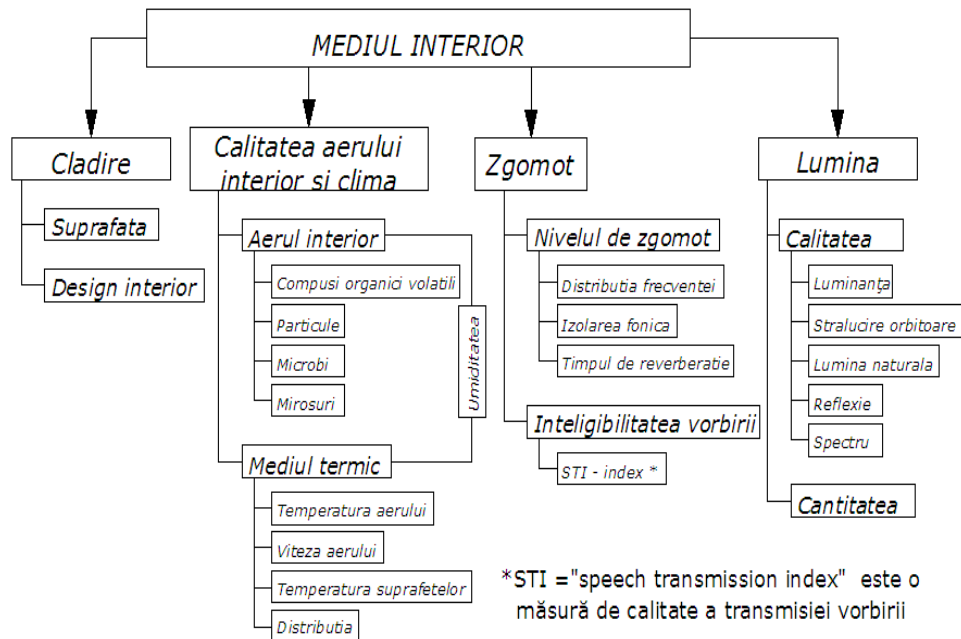 MEDIUL INTERIOR
Cladire
Suprafata
Design interior
Calitatea aerului
interior si clima
Aerul interior
Compusi organici volatili
Particule
Microbi
Mirosuri
Umiditatea
Mediul termic
Temperatura aerului
Viteza aerului
Temperatura suprafetelor
Distributia
Zgomot
Nivelul de zgomot
Distributia frecventei
Izolarea fonica
Timpul de reverberatie
Inteligibilitatea vorbirii
STI - index *
Lumina
Calitatea
Luminanţa
Stralucire orbitoare
Lumina naturala
Reflexie
Spectru
Cantitatea
*STI ="speech transmission index" este o
măsură de calitate a transmisiei vorbirii